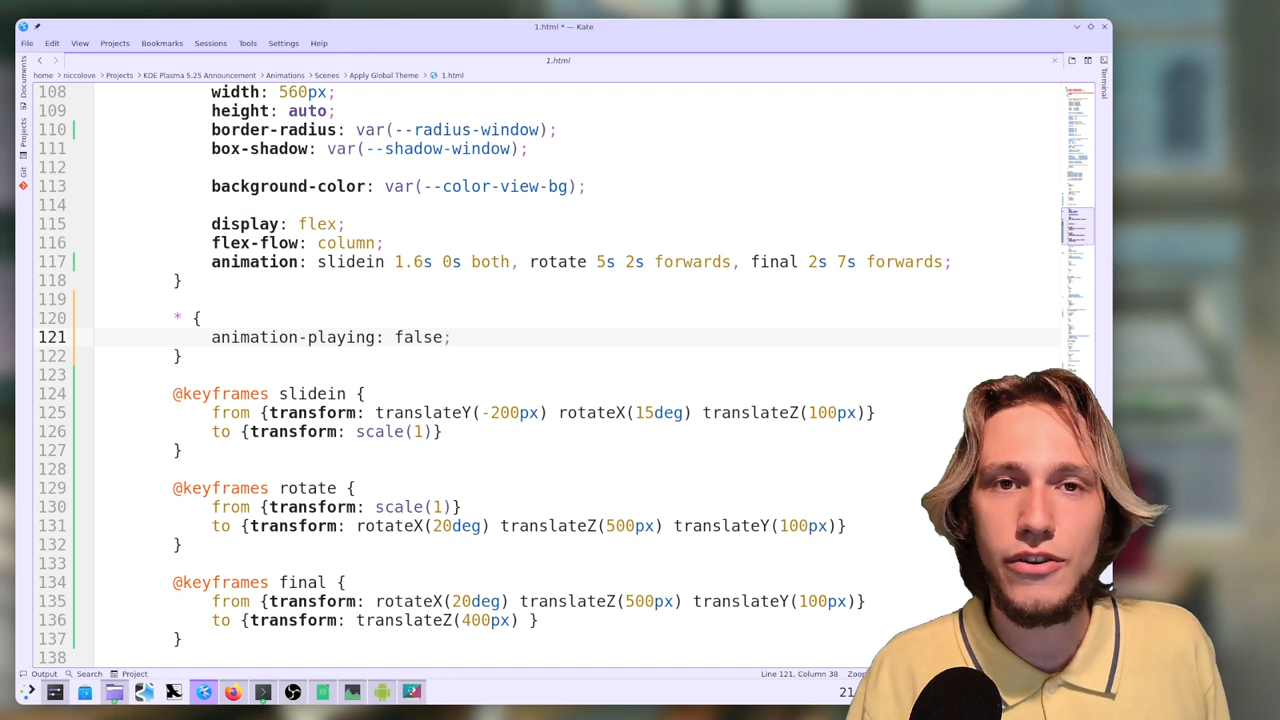 1.html * — Kate
File Edit View Projects Bookmarks Sessions Tools Settings Help
1.html
home niccolove Projects KDE Plasma 5.25 Announcement Animations Scenes Apply Global Theme 1.html
Documents
Projects
Git
Terminal
108 width: 560px;
109 height: auto;
110 border-radius: var(--radius-window);
111 box-shadow: var(--shadow-window);
112
113 background-color: var(--color-view-bg);
114
115 display: flex;
116 flex-flow: column;
117 animation: slidein 1.6s 0s both, rotate 5s 2s forwards, final 2s 7s forwards;
118 }
119
120 * {
121 animation-playing: false;
122 }
123
124 @keyframes slidein {
125 from {transform: translateY(-200px) rotateX(15deg) translateZ(100px)}
126 to {transform: scale(1)}
127 }
128
129 @keyframes rotate {
130 from {transform: scale(1)}
131 to {transform: rotateX(20deg) translateZ(500px) translateY(100px)}
132 }
133
134 @keyframes final {
135 from {transform: rotateX(20deg) translateZ(500px) translateY(100px)}
136 to {transform: translateZ(400px) }
137 }
138
Output Search Project Line 121, Column 38
21